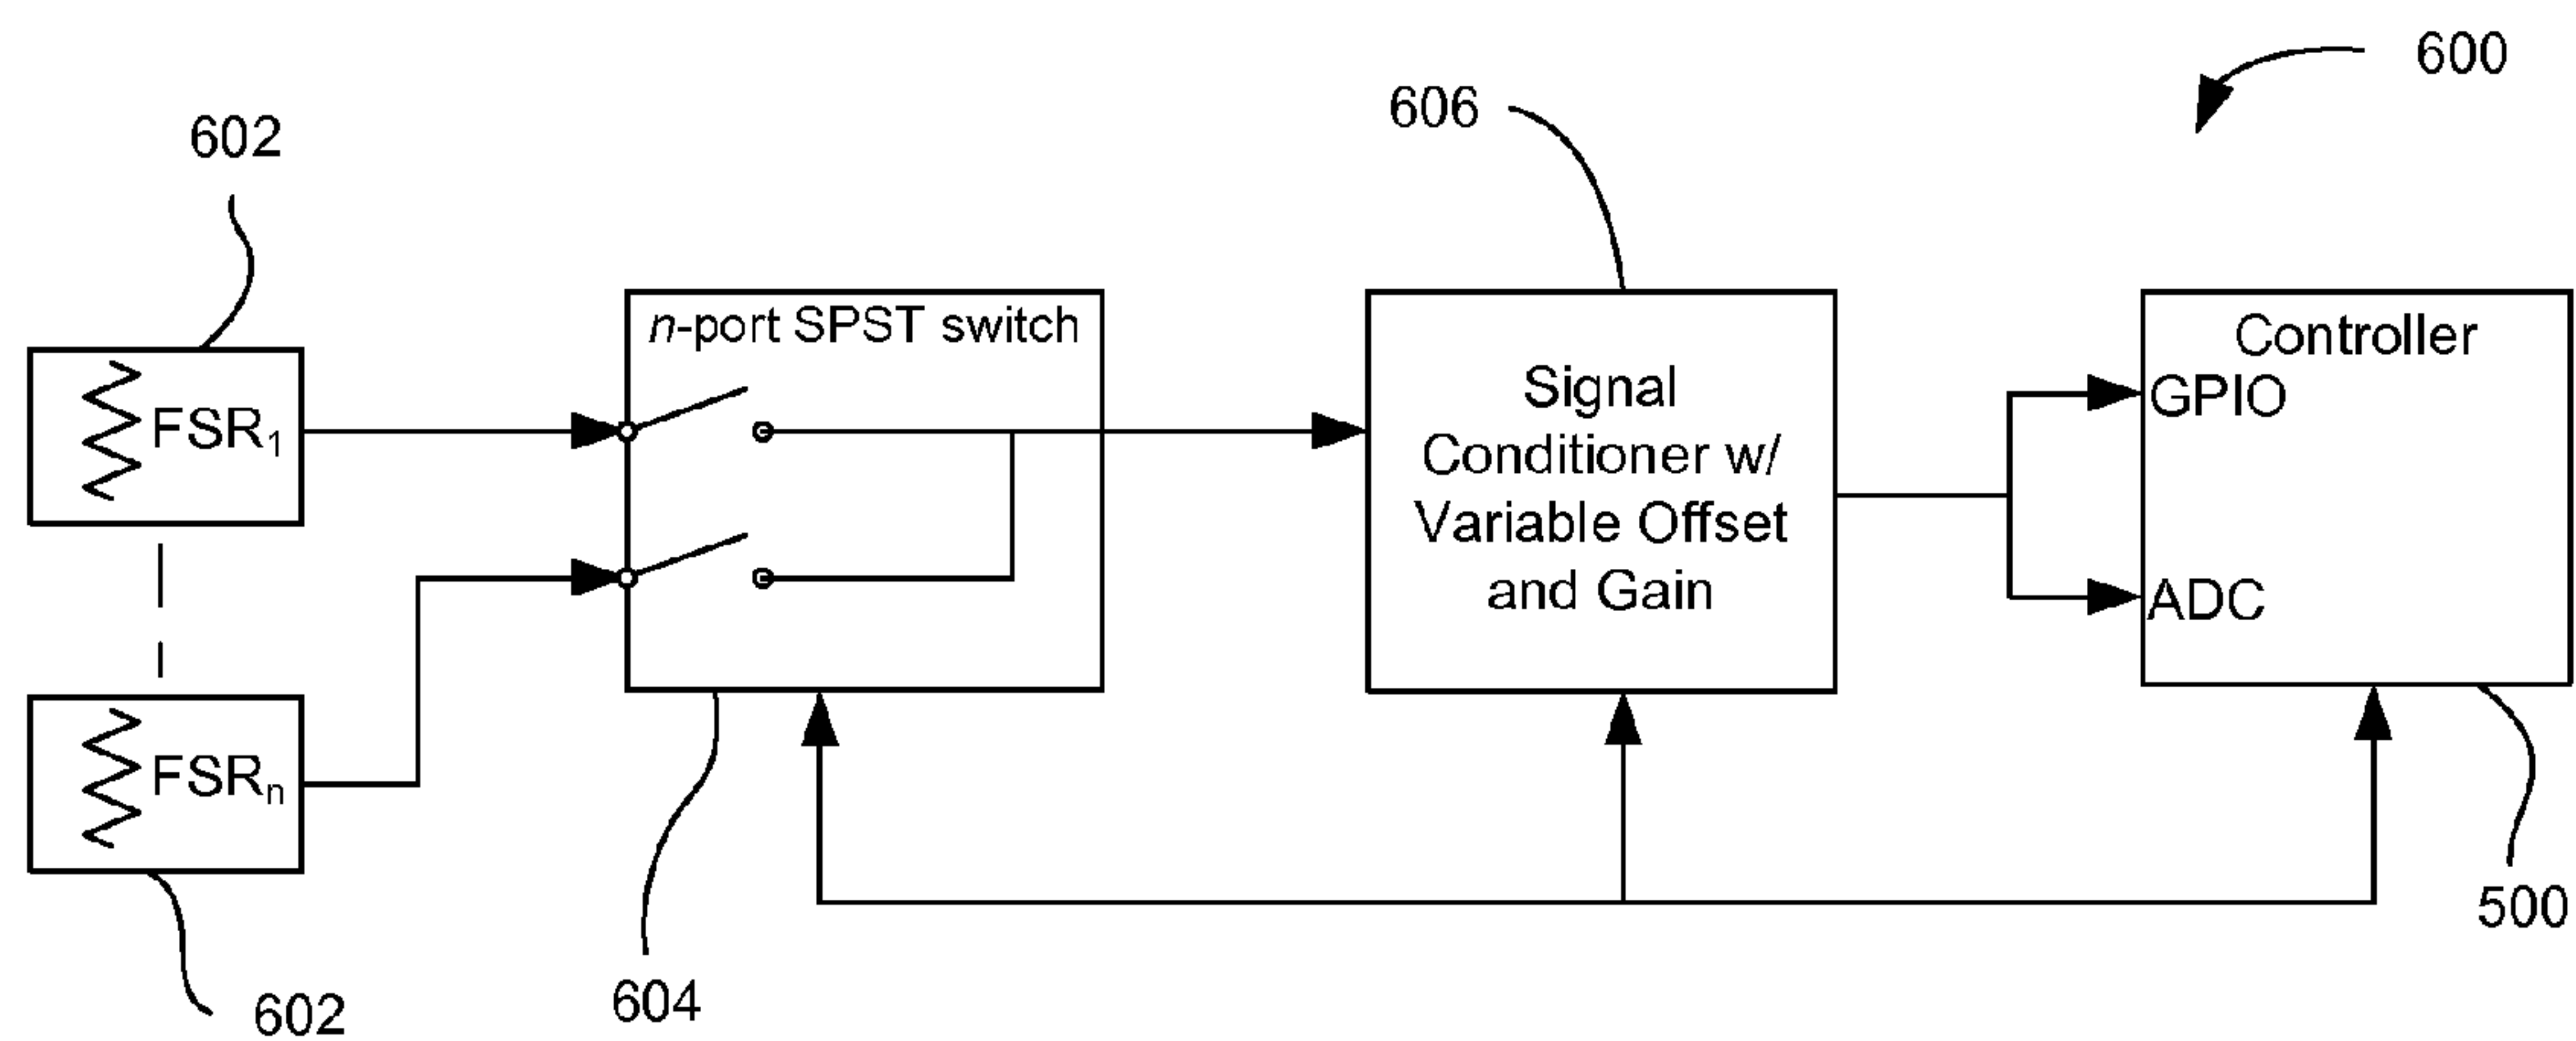 600
606
602
n-port SPST switch
Controller
GPIO
Signal
Conditioner w/
Variable Offset
and Gain
FSR1
ADC
FSRn
500
604
602